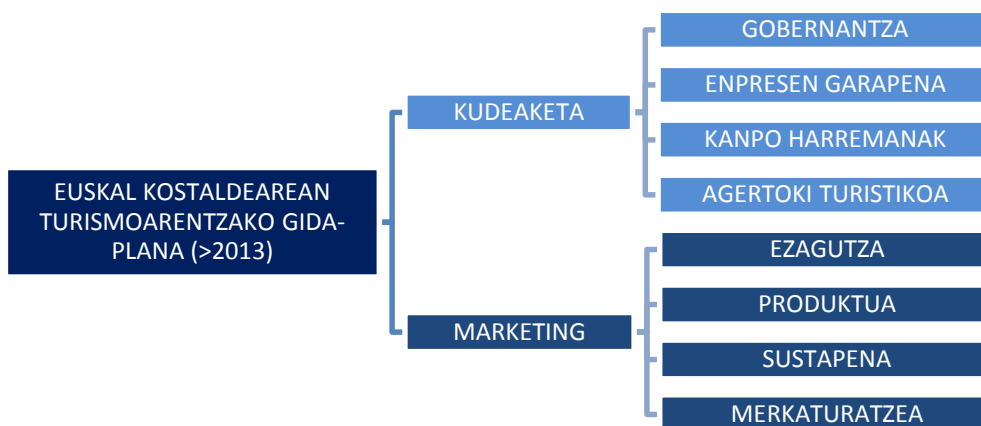 EUSKAL KOSTALDEAREAN
TURISMOARENTZAKO GIDA-
PLANA (>2013)
KUDEAKETA
GOBERNANTZA
ENPRESEN GARAPENA
KANPO HARREMANAK
AGERTOKI TURISTIKOA
MARKETING
EZAGUTZA
PRODUKTUA
SUSTAPENA
MERKATURATZEA